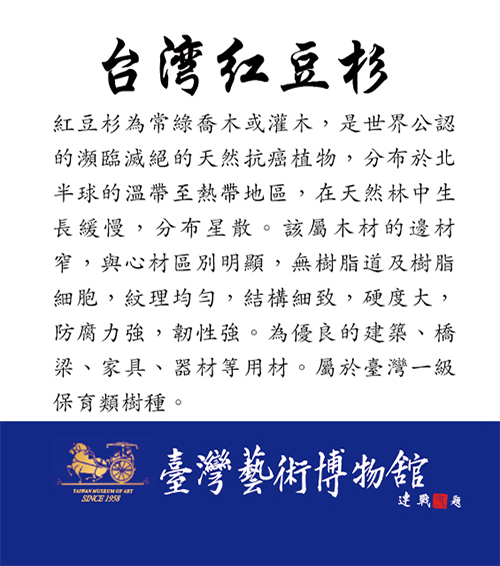 台湾红豆杉
紅豆杉為常綠喬木或灌木，是世界公認
的瀕臨滅絕的天然抗癌植物，分布於北
半球的溫帶至熱帶地區，在天然林中生
長緩慢，分布星散。該屬木材的邊材
窄，與心材區別明顯，無樹脂道及樹脂
細胞，紋理均勻，結構細致，硬度大，
防腐力強，韌性強。為優良的建築、橋
梁、家具、器材等用材。屬於臺灣一級
保育類樹種。
臺灣藝術博物館
TAIWAN MUSEUM OF ART
SINCE 1958
連戰 題